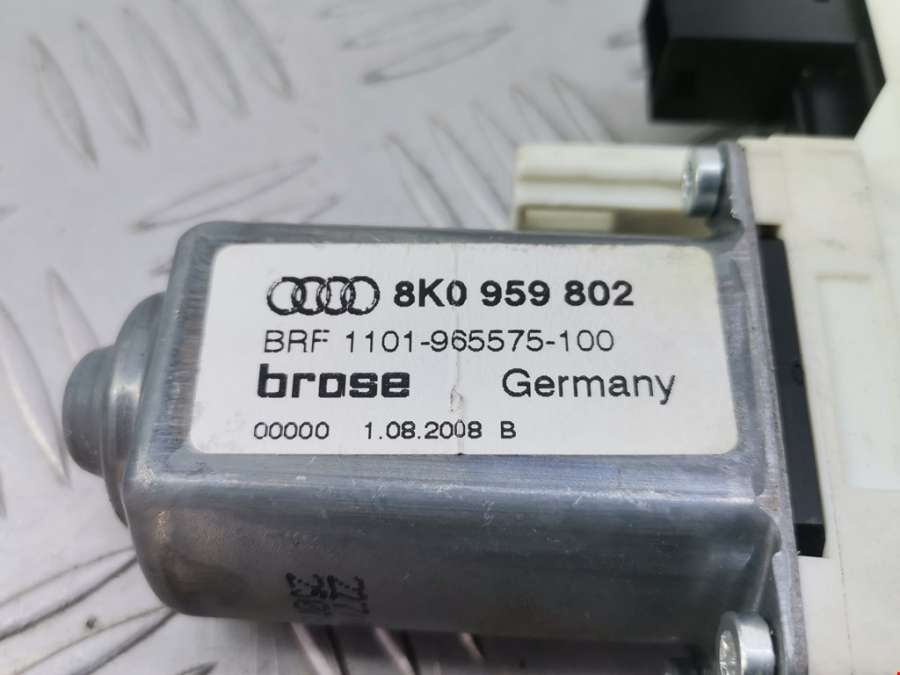 8K0 959 802
BRF 1101-965575-100
brose Germany
00000 1.08.2008 B